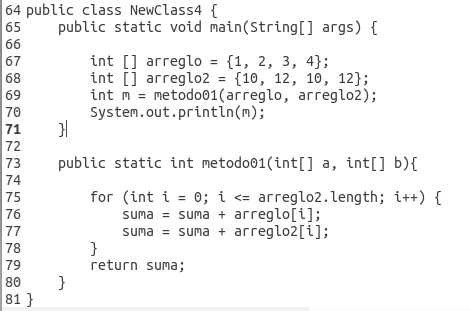 64 public class NewClass4 {
65     public static void main(String[] args) {
66
67         int [] arreglo = {1, 2, 3, 4};
68         int [] arreglo2 = {10, 12, 10, 12};
69         int m = metodo01(arreglo, arreglo2);
70         System.out.println(m);
71     }
72
73     public static int metodo01(int[] a, int[] b){
74
75         for (int i = 0; i <= arreglo2.length; i++) {
76             suma = suma + arreglo[i];
77             suma = suma + arreglo2[i];
78         }
79         return suma;
80     }
81 }